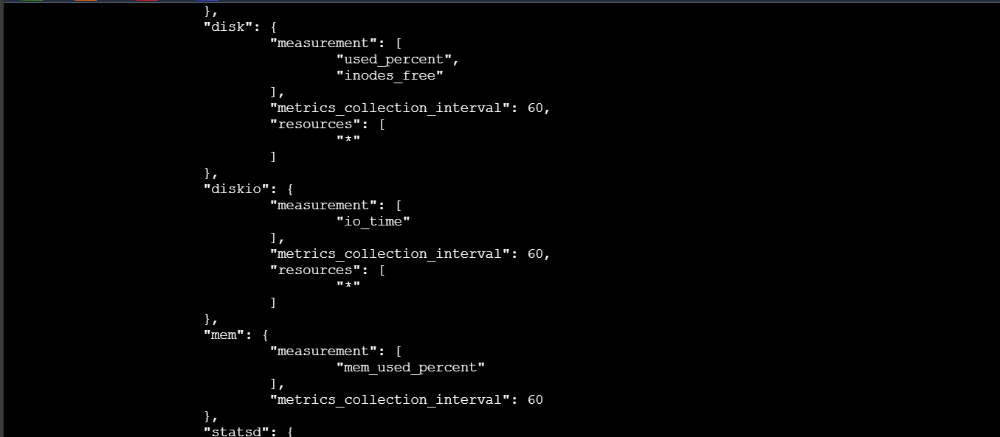 },
"disk": {
"measurement": [
"used_percent",
"inodes_free"
],
"metrics_collection_interval": 60,
"resources": [
"*"
]
},
"diskio": {
"measurement": [
"io_time"
],
"metrics_collection_interval": 60,
"resources": [
"*"
]
},
"mem": {
"measurement": [
"mem_used_percent"
],
"metrics_collection_interval": 60
},
"statsd": {